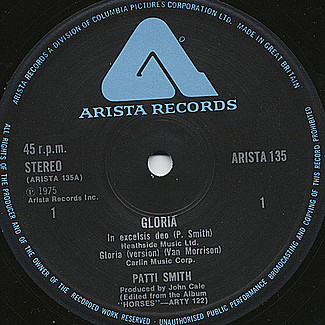 ARISTA RECORDS A DIVISION OF COLUMBIA PICTURES CORPORATION. MADE IN GREAT BRITAIN
ARISTA RECORDS
45 r.p.m.
STEREO
(ARISTA 135A)
ARISTA 135
℗ 1975
Arista Records Inc.
1
1
GLORIA
In excelsis deo (P. Smith)
Heathside Music Ltd.
Gloria (version) (Van Morrison)
Carlin Music Corp.
PATTI SMITH
Produced by John Cale
(Edited from the Album
"HORSES"—ARTY 122)
ALL RIGHTS OF THE PRODUCER AND OF THE OWNER OF THE RECORDED WORK RESERVED · UNAUTHORISED PUBLIC PERFORMANCE BROADCASTING AND COPYING OF THIS RECORD PROHIBITED